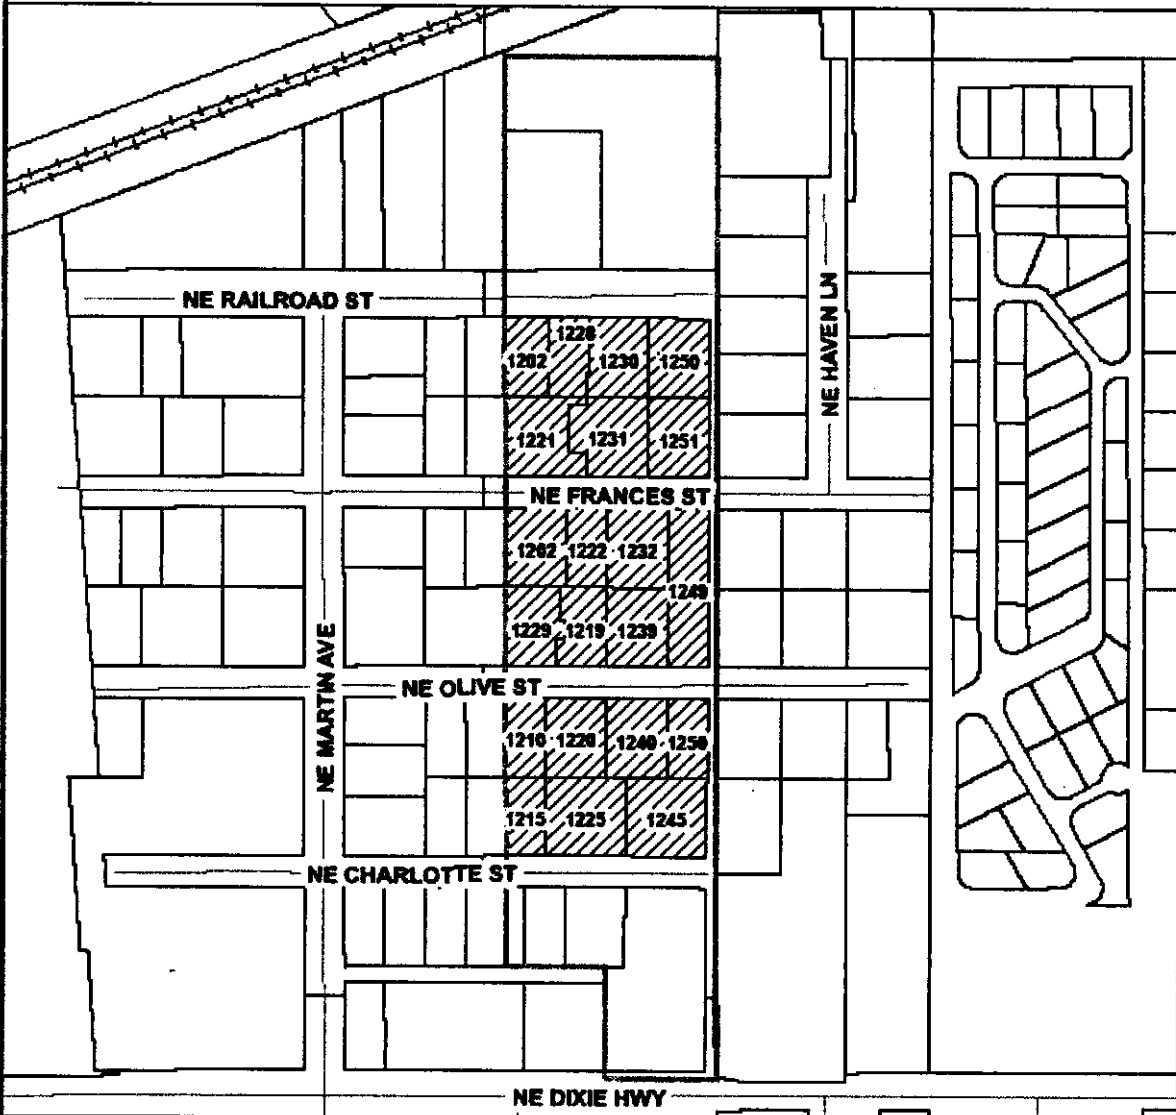 NE RAILROAD ST
1228
1202 1230 1250
1221 1231 1251
NE HAVEN LN
NE FRANCES ST
1202 1222 1232
1249
1229 1219 1239
NE MARTIN AVE
NE OLIVE ST
1210 1220 1240 1250
1215 1225 1245
NE CHARLOTTE ST
NE DIXIE HWY